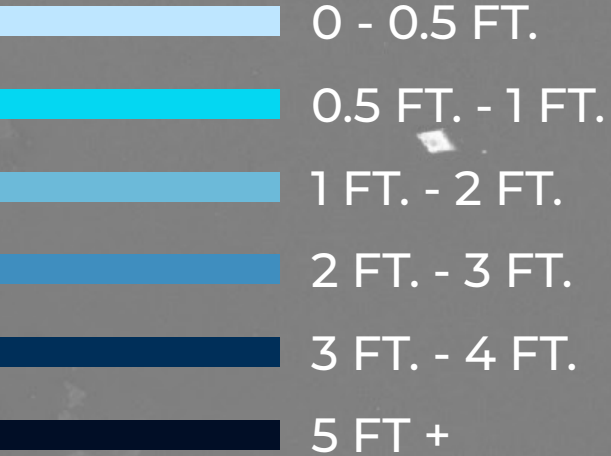 0 - 0.5 FT.
0.5 FT. - 1 FT.
1 FT. - 2 FT.
2 FT. - 3 FT.
3 FT. - 4 FT.
5 FT +